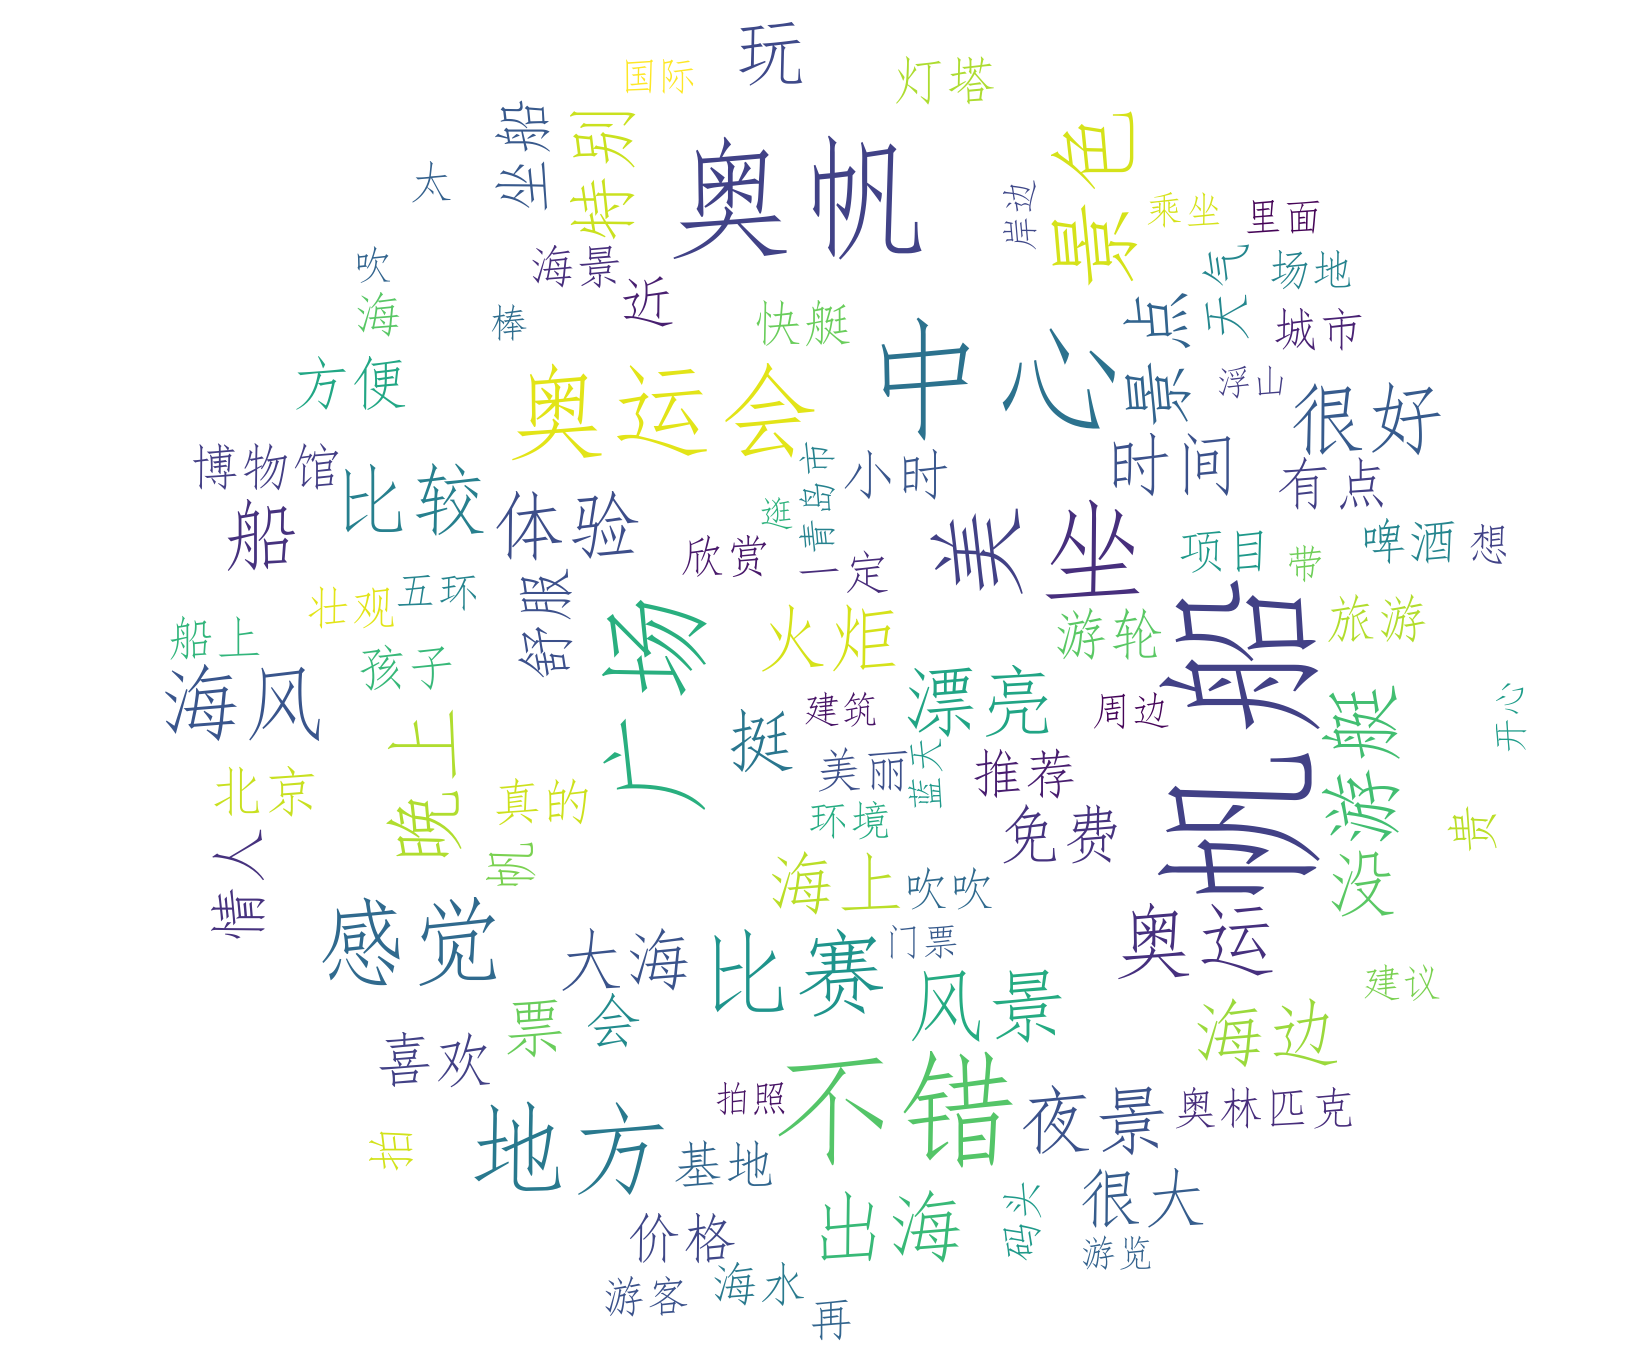 玩
国际
灯塔
坐船
特别
奥帆
景色
太
岸边
乘坐
里面
吹
海景
近
海
棒
快艇
中心
景点
天气
场地
城市
方便
奥运会
浮山
很好
博物馆
船
比较
体验
逛
青岛市
小时
时间
有点
欣赏
一定
美
坐
项目
带
啤酒
想
壮观
五环
舒服
广场
火炬
游轮
帆船
旅游
船上
孩子
海风
晚上
挺
建筑
漂亮
周边
游艇
开心
北京
真的
美丽
蓝天
推荐
环境
免费
贵
情人
帆
海上
吹吹
没
感觉
大海
比赛
门票
风景
奥运
建议
票
会
海边
喜欢
拍照
不错
夜景
奥林匹克
拍
地方
基地
出海
码头
很大
价格
游览
游客
海水
再